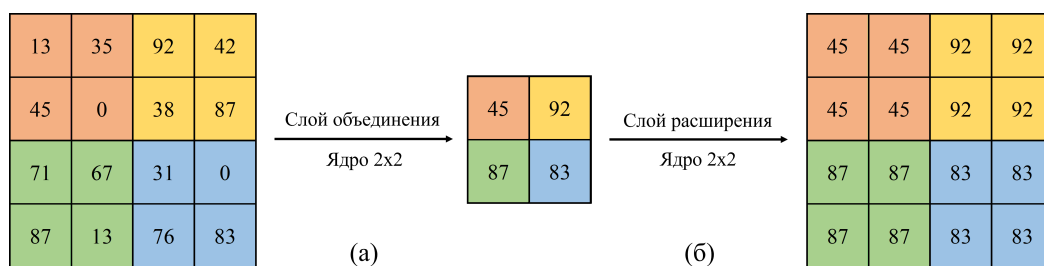 13 35 92 42
45 0 38 87
71 67 31 0
87 13 76 83
Слой объединения
Ядро 2x2
(а)
45 92
87 83
Слой расширения
Ядро 2x2
(б)
45 45 92 92
45 45 92 92
87 87 83 83
87 87 83 83